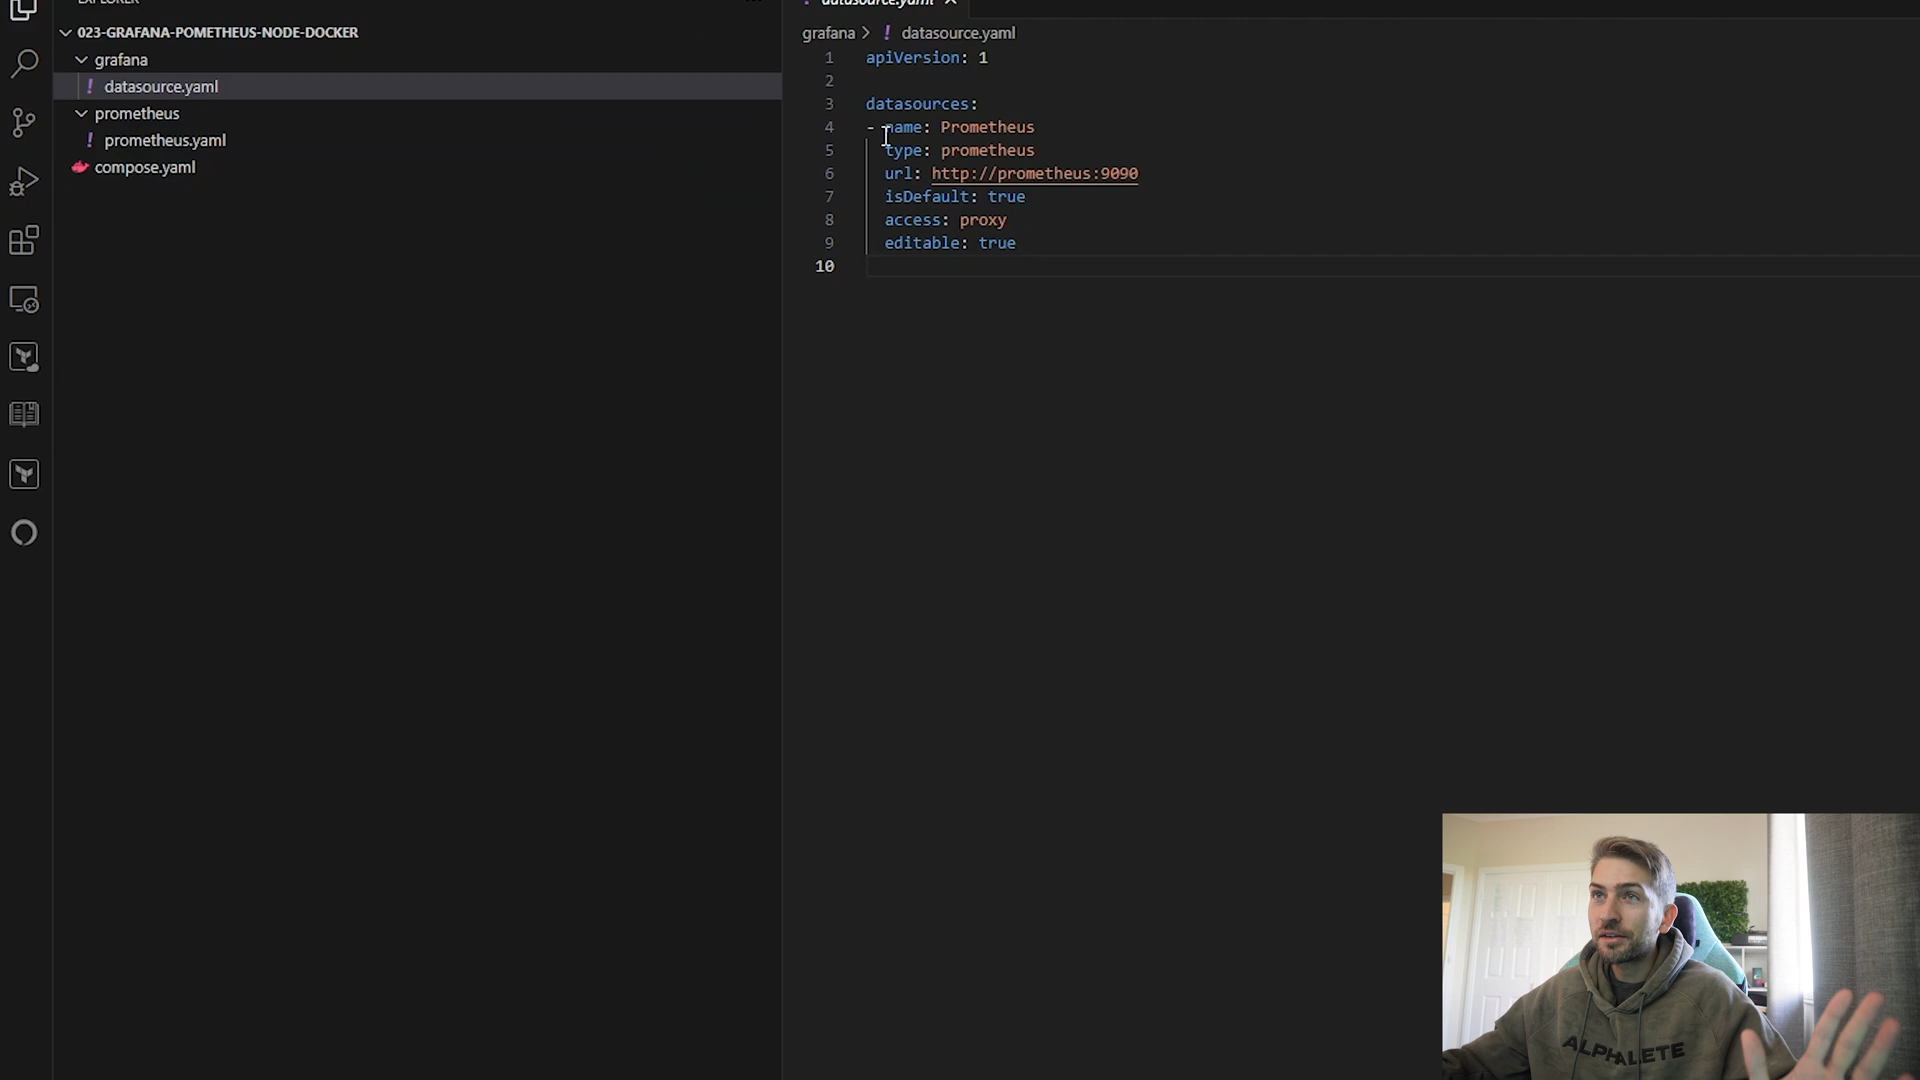 EXPLORER
023-GRAFANA-POMETHEUS-NODE-DOCKER
grafana
datasource.yaml
prometheus
prometheus.yaml
compose.yaml
datasource.yaml
grafana > ! datasource.yaml
1 apiVersion: 1
2
3 datasources:
4 - name: Prometheus
5 type: prometheus
6 url: http://prometheus:9090
7 isDefault: true
8 access: proxy
9 editable: true
10
ALPHALETE